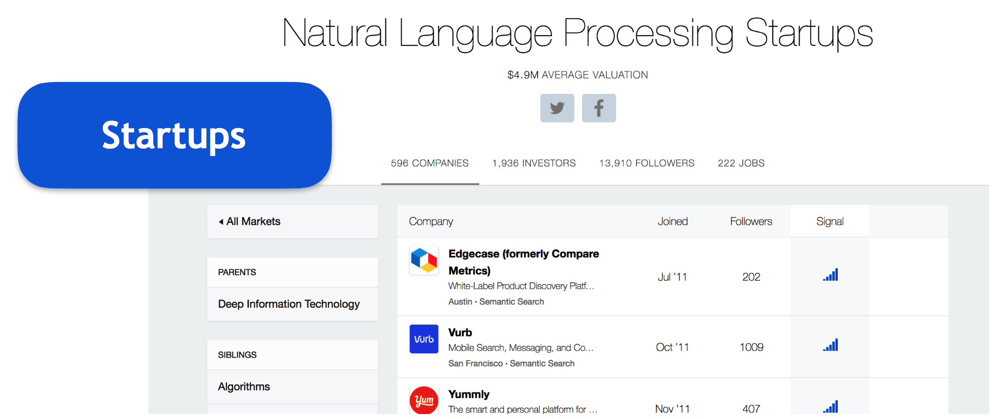 Natural Language Processing Startups
$4.9M AVERAGE VALUATION
Startups
596 COMPANIES 1,936 INVESTORS 13,910 FOLLOWERS 222 JOBS
All Markets
PARENTS
Deep Information Technology
SIBLINGS
Algorithms
Company Joined Followers Signal
Edgecase (formerly Compare
Metrics)
White-Label Product Discovery Platf...
Austin · Semantic Search
Jul '11 202
Vurb
Vurb
Mobile Search, Messaging, and Co...
San Francisco · Semantic Search
Oct '11 1009
Yum
Yummly
The smart and personal platform for ...
Nov '11 407